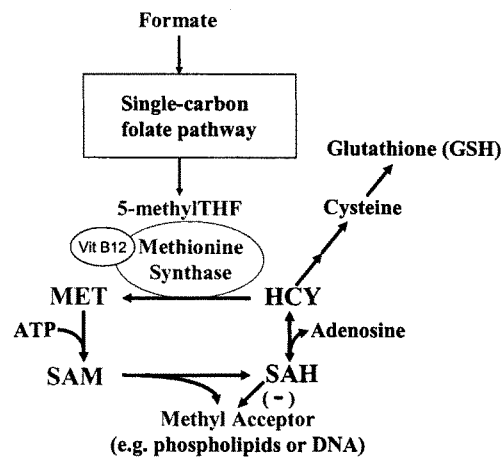 Formate
Single-carbon
folate pathway
Glutathione (GSH)
5-methylTHF
Cysteine
Vit B12
Methionine
Synthase
MET
HCY
ATP
Adenosine
SAM
SAH
(-)
Methyl Acceptor
(e.g. phospholipids or DNA)